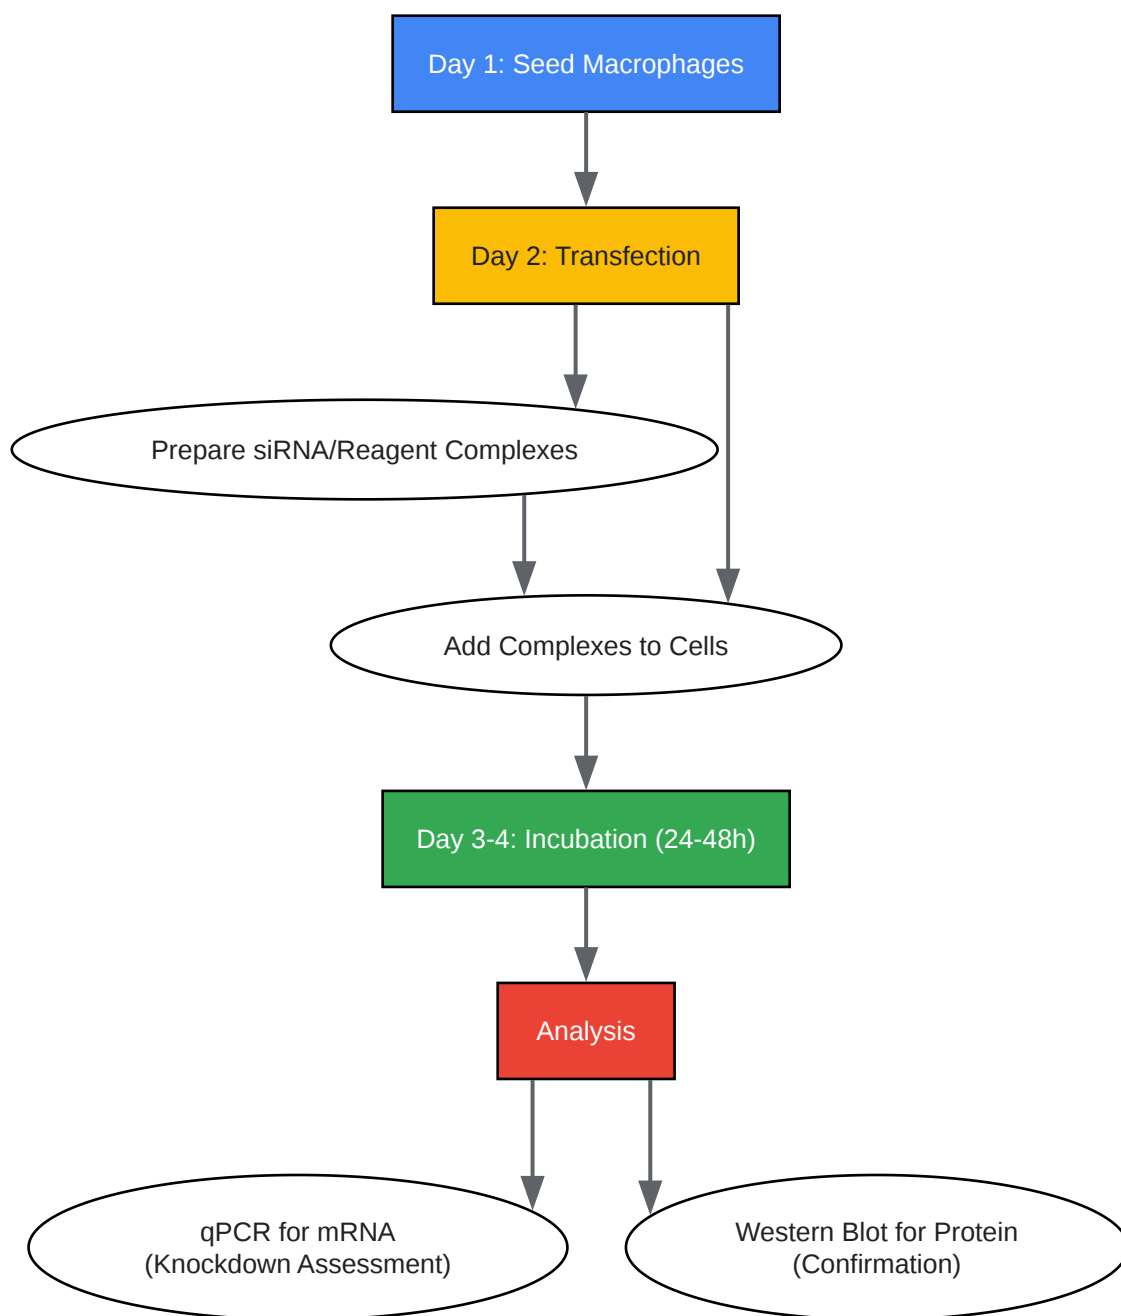 Day 1: Seed Macrophages
Day 2: Transfection
Prepare siRNA/Reagent Complexes
Add Complexes to Cells
Day 3-4: Incubation (24-48h)
Analysis
qPCR for mRNA
(Knockdown Assessment)
Western Blot for Protein
(Confirmation)